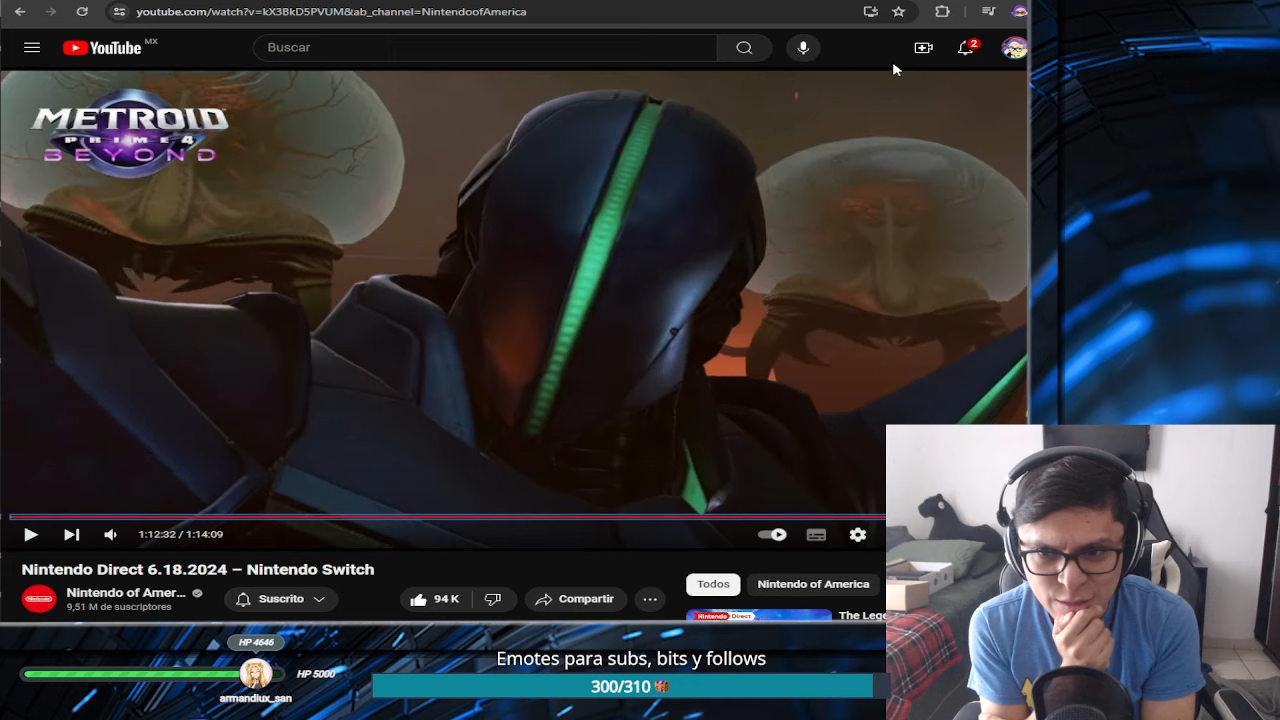 youtube.com/watch?v=kX3BkD5PVUM&ab_channel=NintendoofAmerica
YouTube MX
Buscar
2
METROID
PRIME 4
BEYOND
1:12:32 / 1:14:09
Nintendo Direct 6.18.2024 – Nintendo Switch
Nintendo of Amer...
9,51 M de suscriptores
Suscrito
94 K
Compartir
...
Todos
Nintendo of America
Nintendo Direct
The Lege
HP 4646
HP 5000
armandiux_san
Emotes para subs, bits y follows
300/310